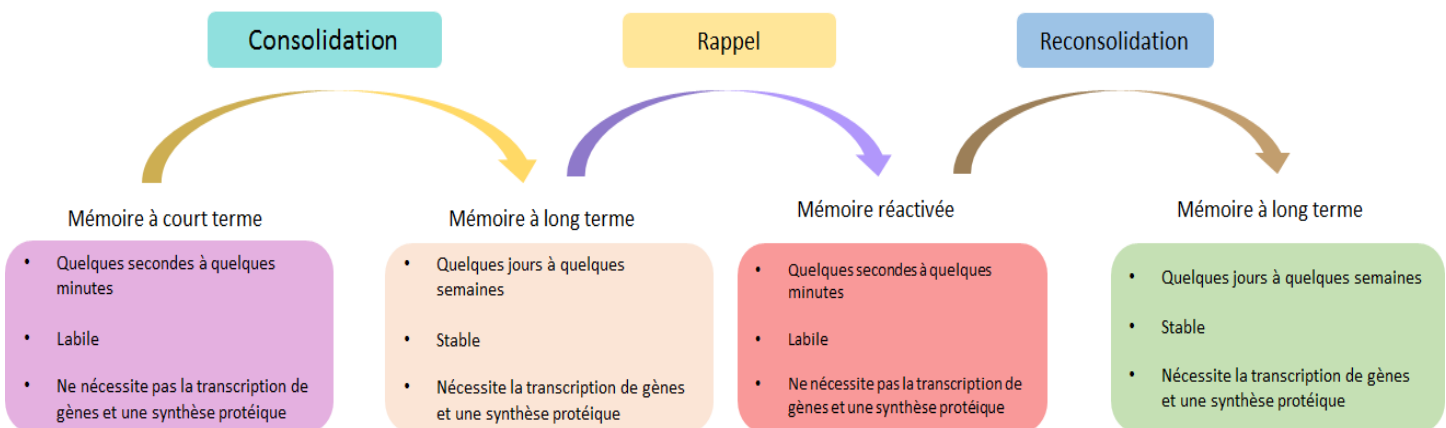 Consolidation
Rappel
Reconsolidation
Mémoire à court terme
• Quelques secondes à quelques
minutes
• Labile
• Ne nécessite pas la transcription de
gènes et une synthèse protéique
Mémoire à long terme
• Quelques jours à quelques
semaines
• Stable
• Nécessite la transcription de gènes
et une synthèse protéique
Mémoire réactivée
• Quelques secondes à quelques
minutes
• Labile
• Ne nécessite pas la transcription de
gènes et une synthèse protéique
Mémoire à long terme
• Quelques jours à quelques semaines
• Stable
• Nécessite la transcription de gènes
et une synthèse protéique